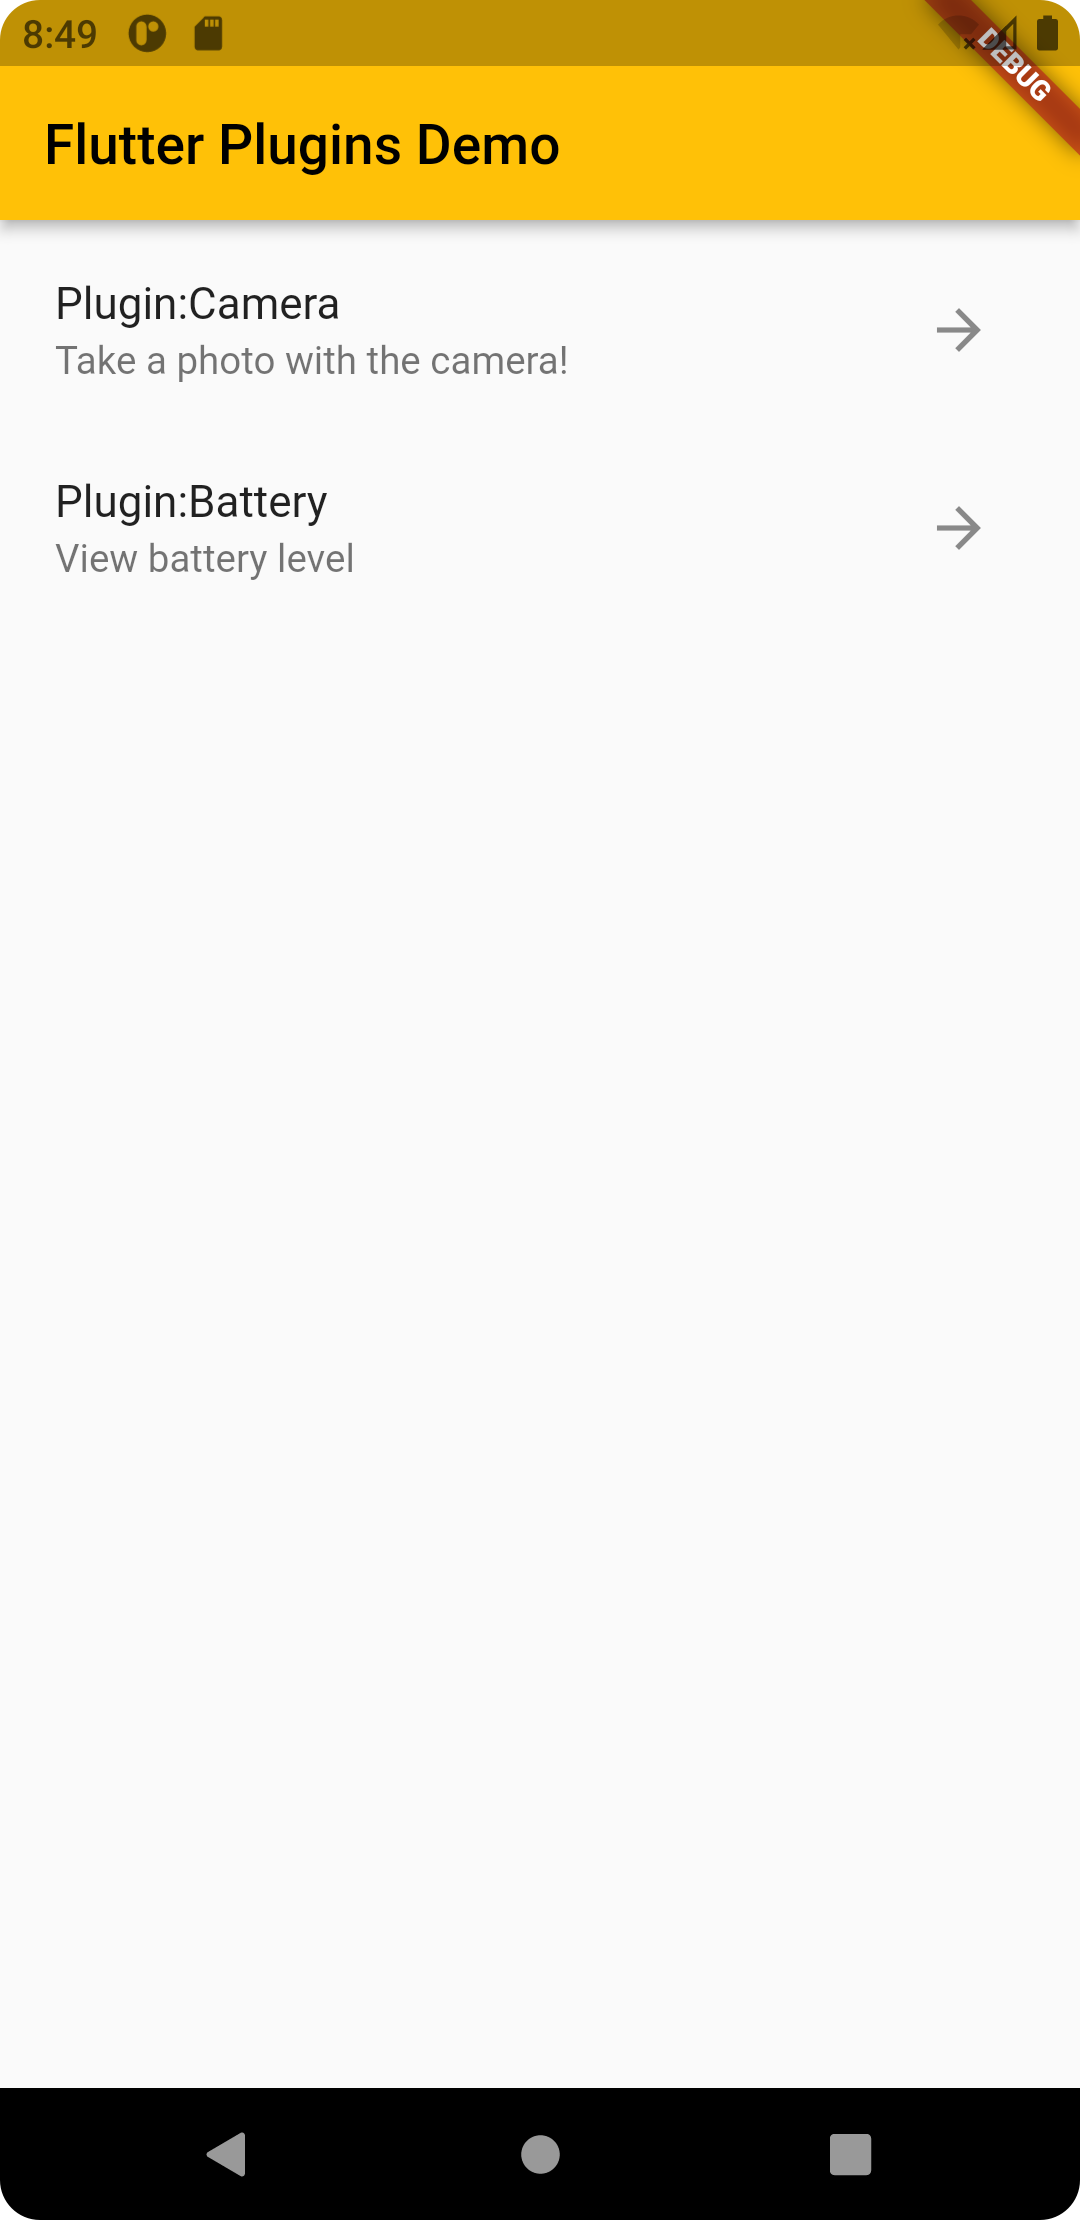 8:49
DEBUG
Flutter Plugins Demo
Plugin:Camera
Take a photo with the camera!
Plugin:Battery
View battery level